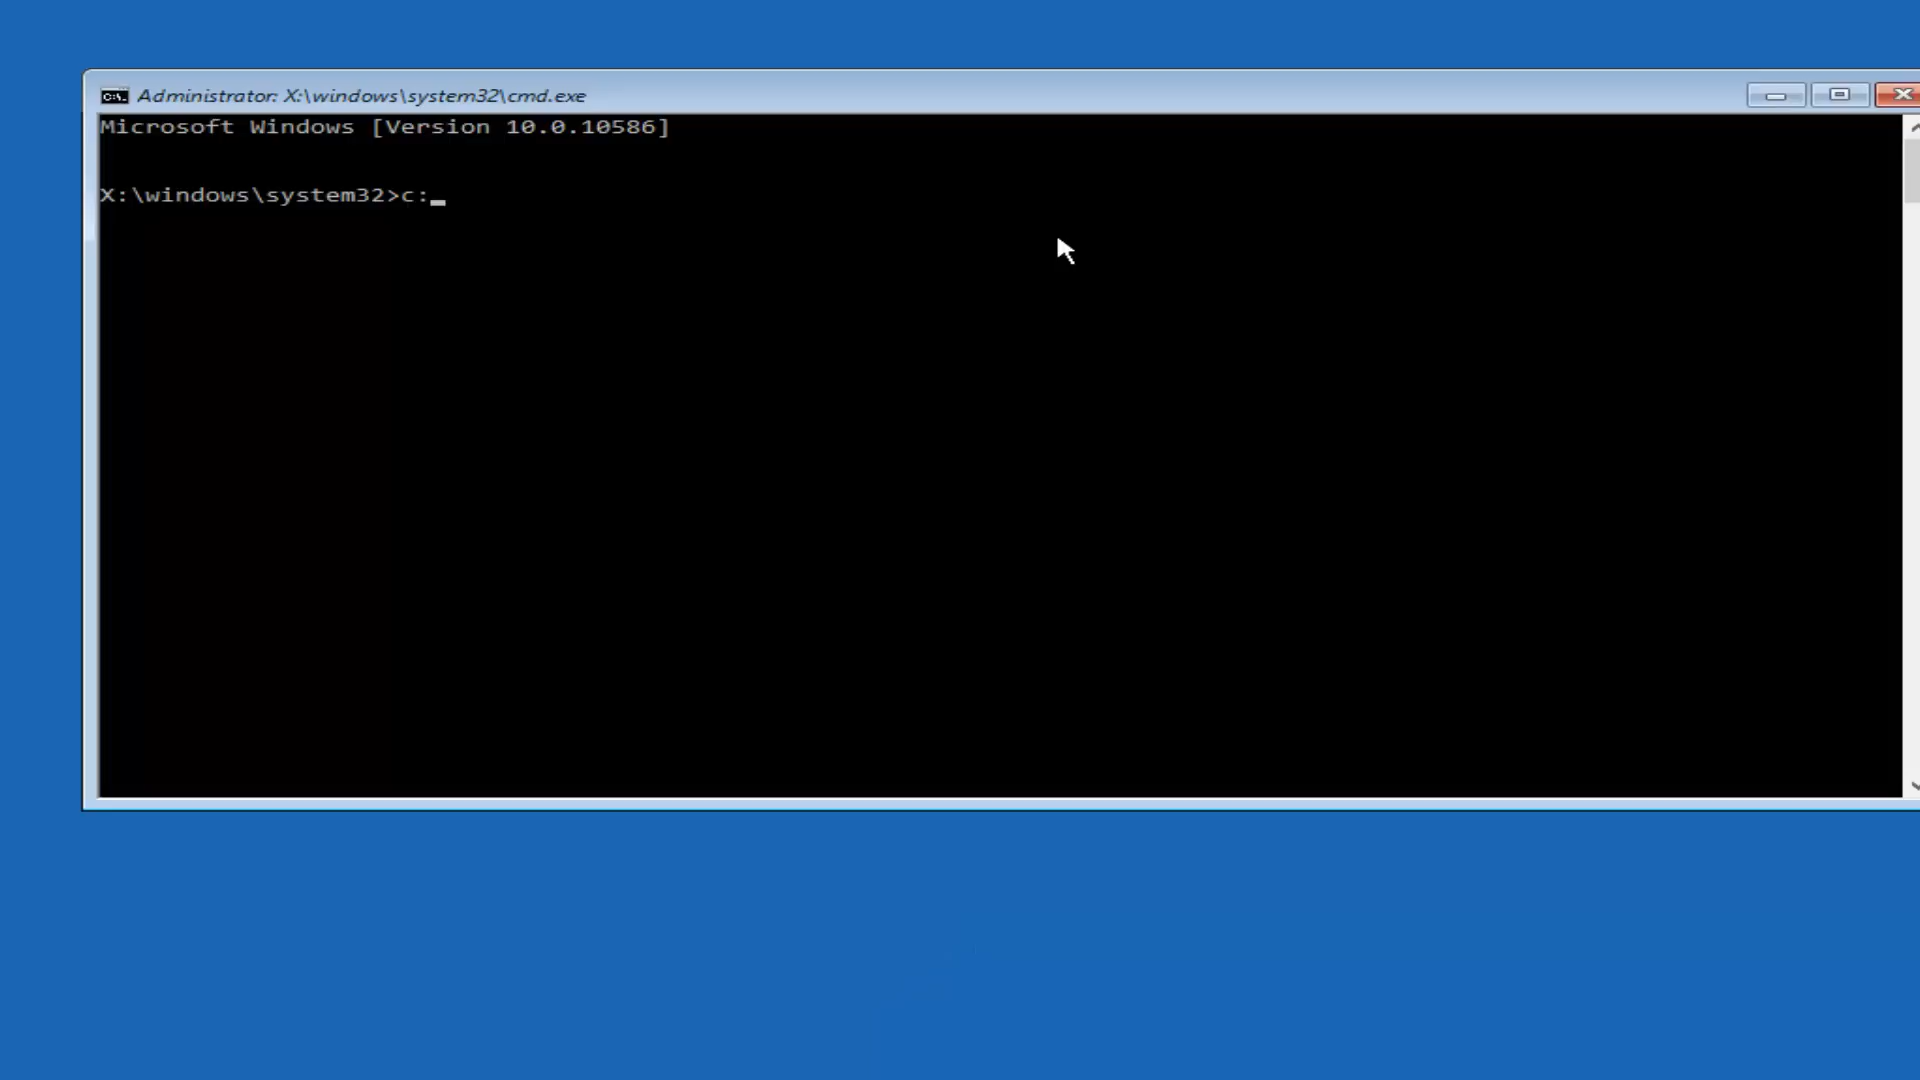 Administrator: X:\windows\system32\cmd.exe
Microsoft Windows [Version 10.0.10586]
X:\windows\system32>c: